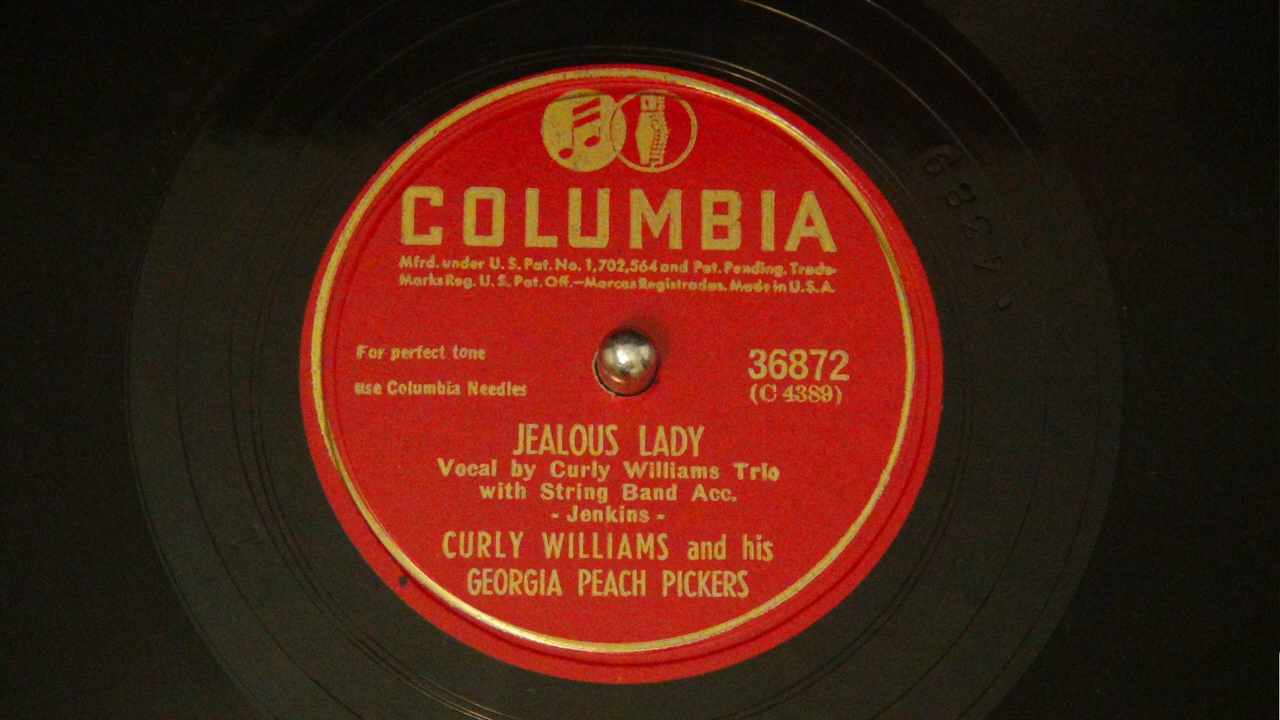 COLUMBIA
Mfrd. under U. S. Pat. No. 1,702,564 and Pat. Pending. Trade-
Marks Reg. U. S. Pat. Off.—Marcas Registradas. Made in U.S.A.
For perfect tone
use Columbia Needles
36872
(C 4389)
JEALOUS LADY
Vocal by Curly Williams Trio
with String Band Acc.
- Jenkins -
CURLY WILLIAMS and his
GEORGIA PEACH PICKERS